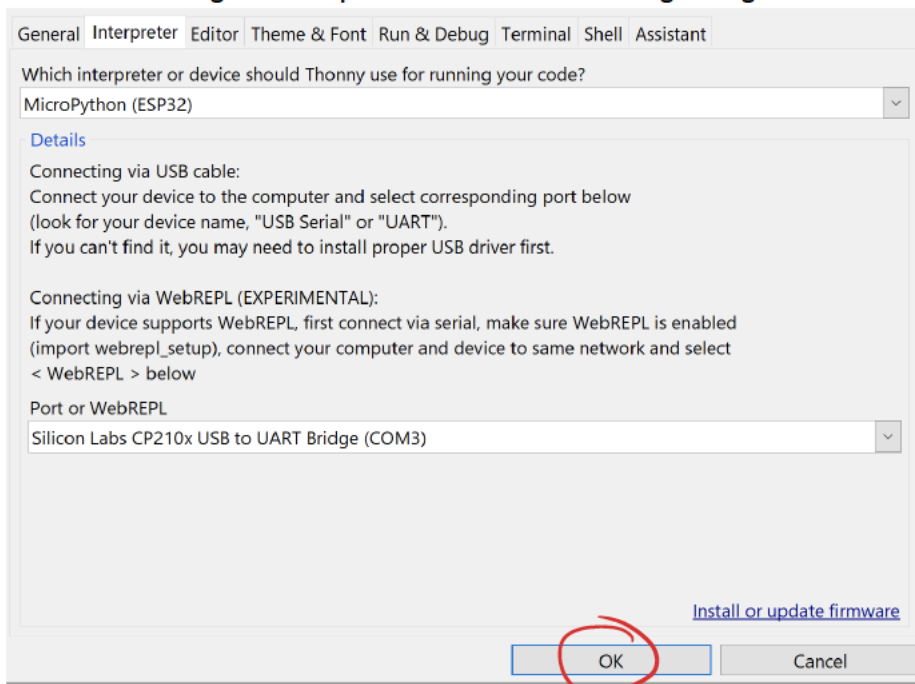 General Interpreter Editor Theme & Font Run & Debug Terminal Shell Assistant
Which interpreter or device should Thonny use for running your code?
MicroPython (ESP32)
Details
Connecting via USB cable:
Connect your device to the computer and select corresponding port below
(look for your device name, "USB Serial" or "UART").
If you can't find it, you may need to install proper USB driver first.
Connecting via WebREPL (EXPERIMENTAL):
If your device supports WebREPL, first connect via serial, make sure WebREPL is enabled
(import webrepl_setup), connect your computer and device to same network and select
< WebREPL > below
Port or WebREPL
Silicon Labs CP210x USB to UART Bridge (COM3)
Install or update firmware
OK Cancel